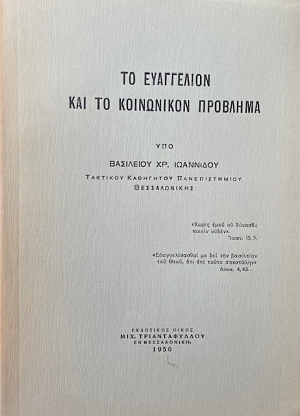 ΤΟ ΕΥΑΓΓΕΛΙΟΝ
ΚΑΙ ΤΟ ΚΟΙΝΩΝΙΚΟΝ ΠΡΟΒΛΗΜΑ
ΥΠΟ
ΒΑΣΙΛΕΙΟΥ ΧΡ. ΙΩΑΝΝΙΔΟΥ
ΤΑΚΤΙΚΟΥ ΚΑΘΗΓΗΤΟΥ ΠΑΝΕΠΙΣΤΗΜΙΟΥ
ΘΕΣΣΑΛΟΝΙΚΗΣ
«Χωρὶς ἐμοῦ οὐ δύνασθε
ποιεῖν οὐδέν».
Ἰωαν. 15, 5.
«Εὐαγγελίσασθαί με δεῖ τὴν βασιλείαν
τοῦ Θεοῦ, ὅτι ἐπὶ τοῦτο ἀπεστάλην»
Λουκ. 4,43.
ΕΚΔΟΤΙΚΟΣ ΟΙΚΟΣ
ΜΙΧ. ΤΡΙΑΝΤΑΦΥΛΛΟΥ
ΕΝ ΘΕΣΣΑΛΟΝΙΚΗ,
1950